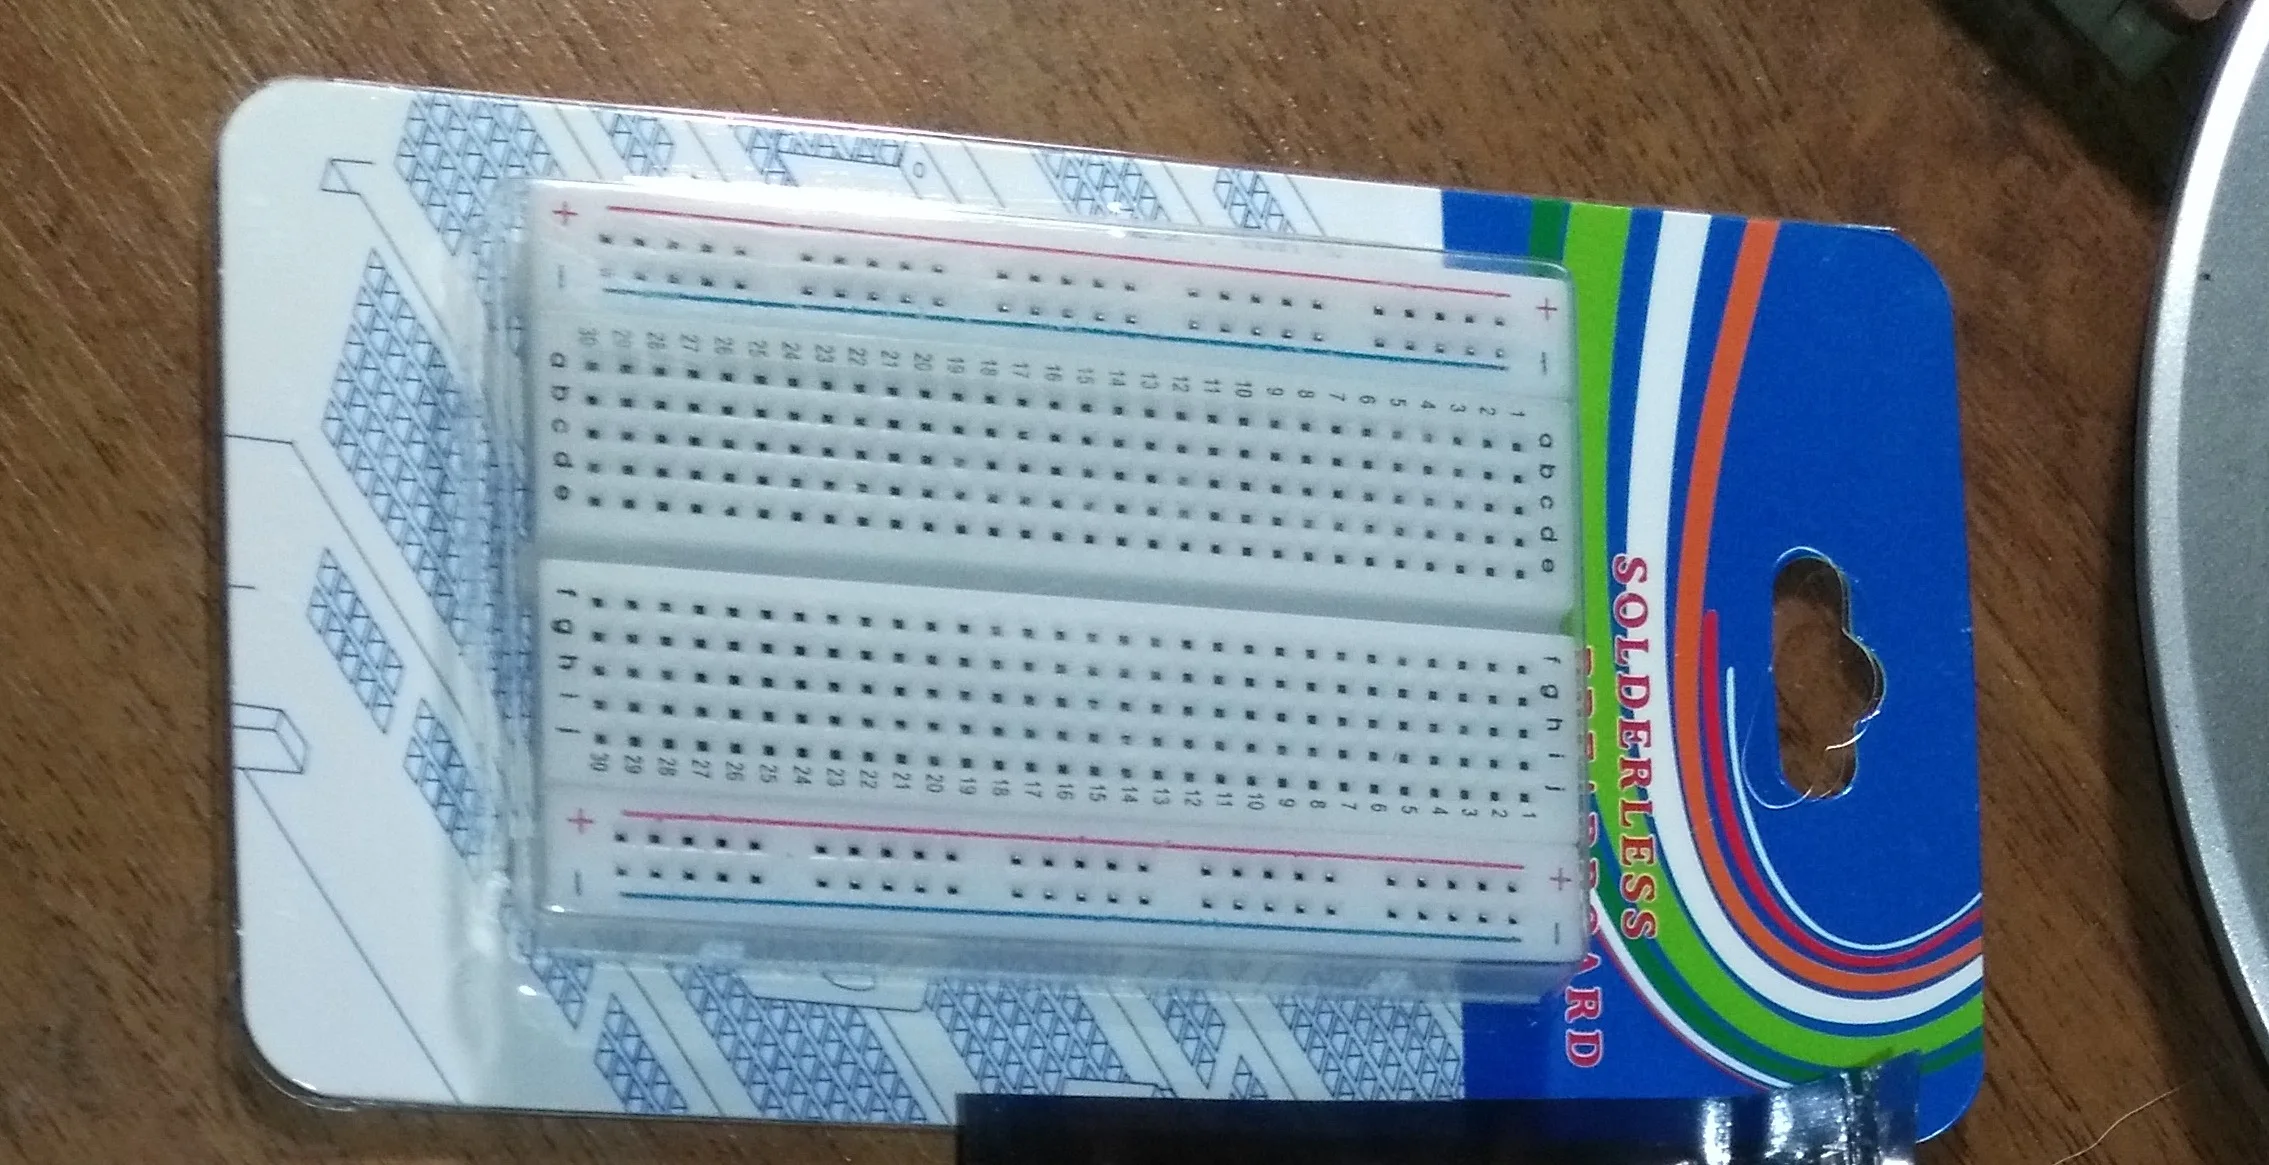 SOLDERLESS
BREADBOARD
+ +
- -
30 29 28 27 26 25 24 23 22 21 20 19 18 17 16 15 14 13 12 11 10 9 8 7 6 5 4 3 2 1
a a
b b
c c
d d
e e
f f
g g
h h
i i
j j
30 29 28 27 26 25 24 23 22 21 20 19 18 17 16 15 14 13 12 11 10 9 8 7 6 5 4 3 2 1
+ +
- -